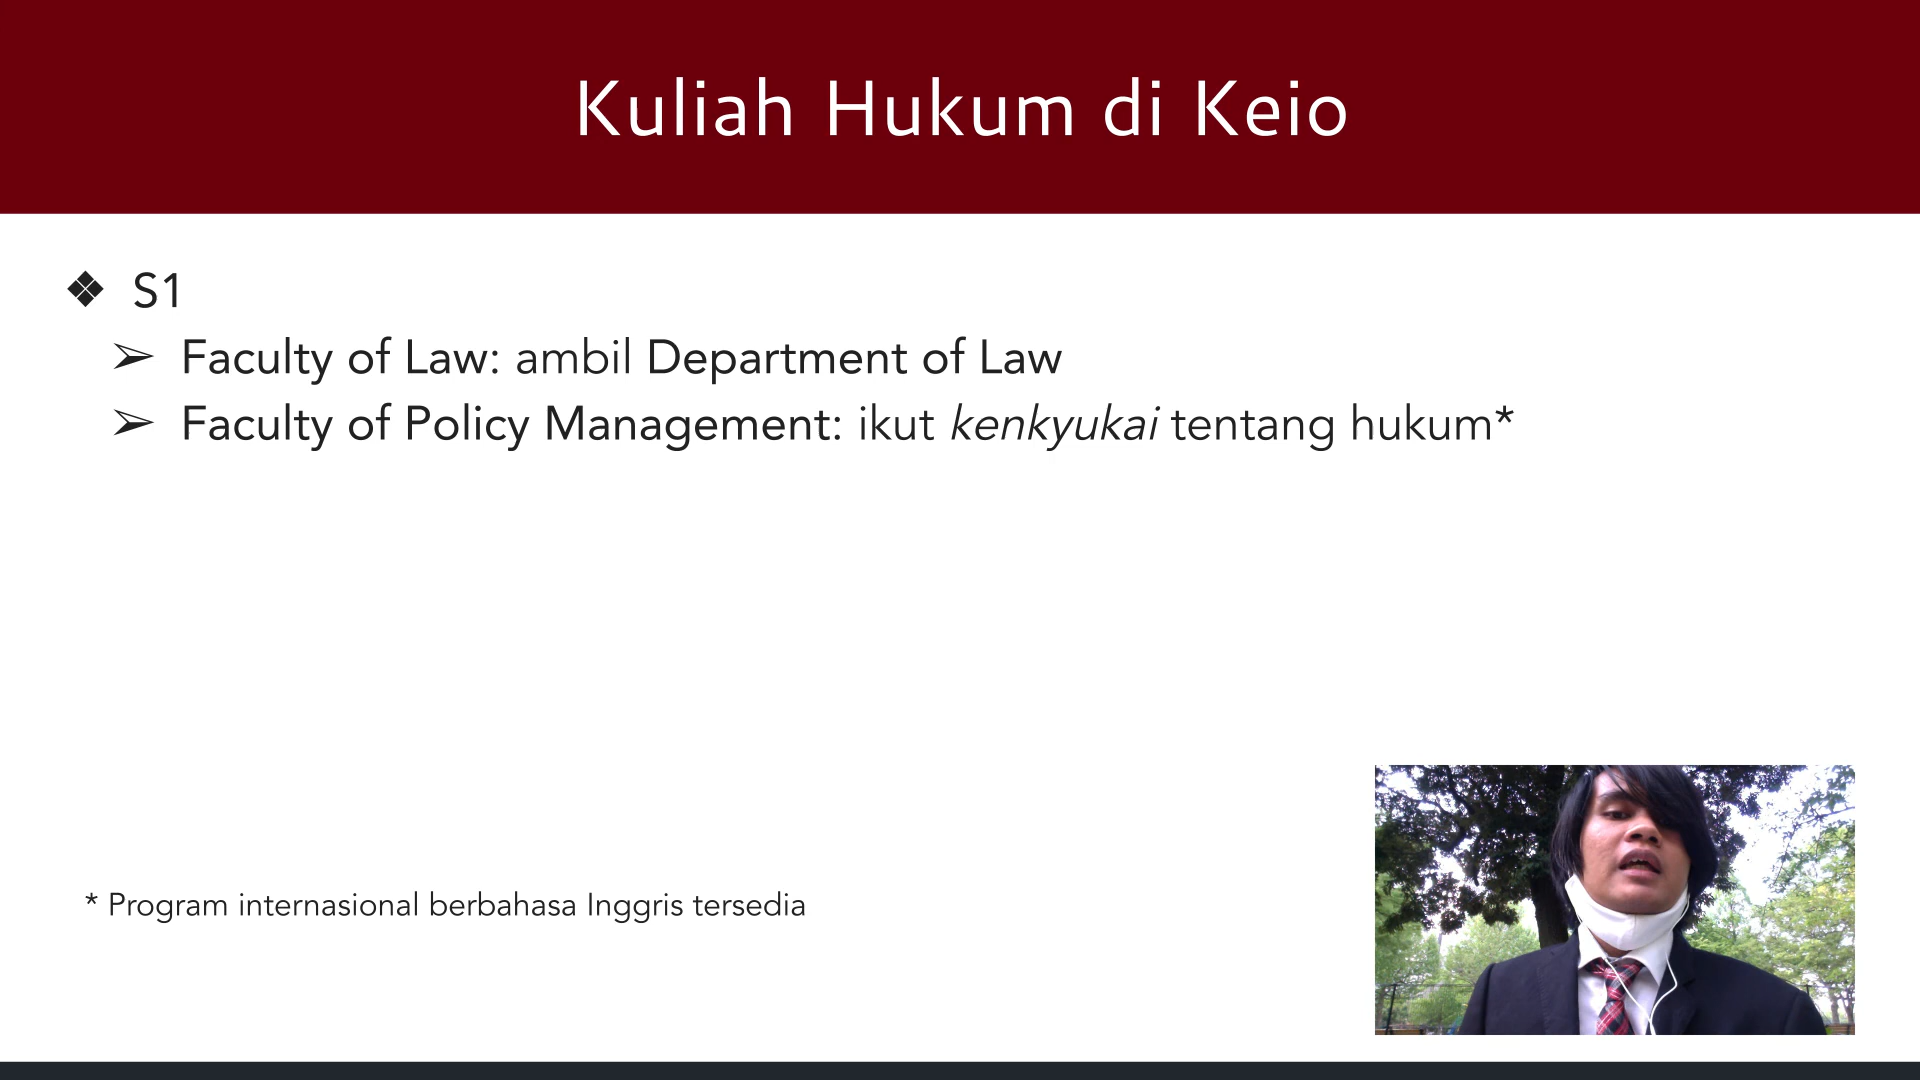 Kuliah Hukum di Keio
❖ S1
➢ Faculty of Law: ambil Department of Law
➢ Faculty of Policy Management: ikut kenkyukai tentang hukum*
* Program internasional berbahasa Inggris tersedia